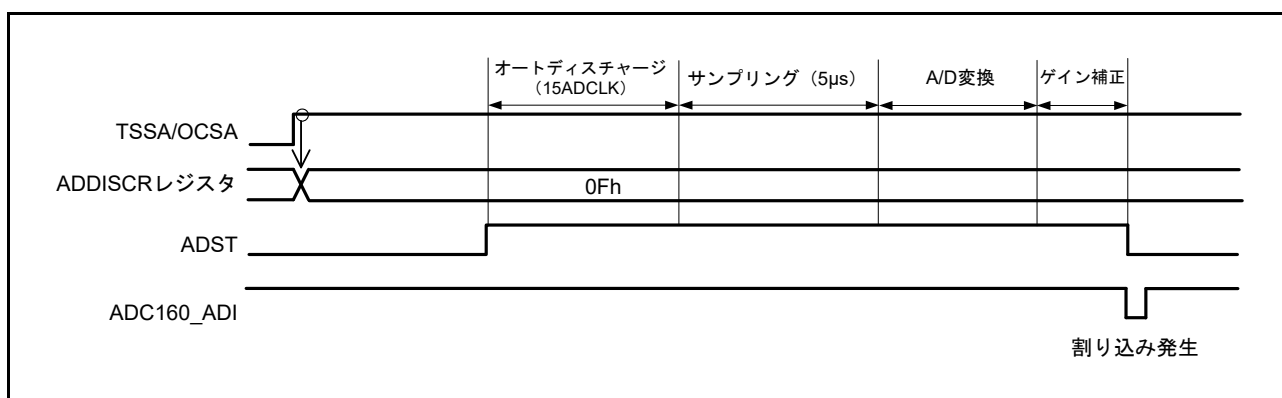 オートディスチャージ
（15ADCLK）
サンプリング（5µs）
A/D変換
ゲイン補正
TSSA/OCSA
ADDISCRレジスタ
0Fh
ADST
ADC160_ADI
割り込み発生